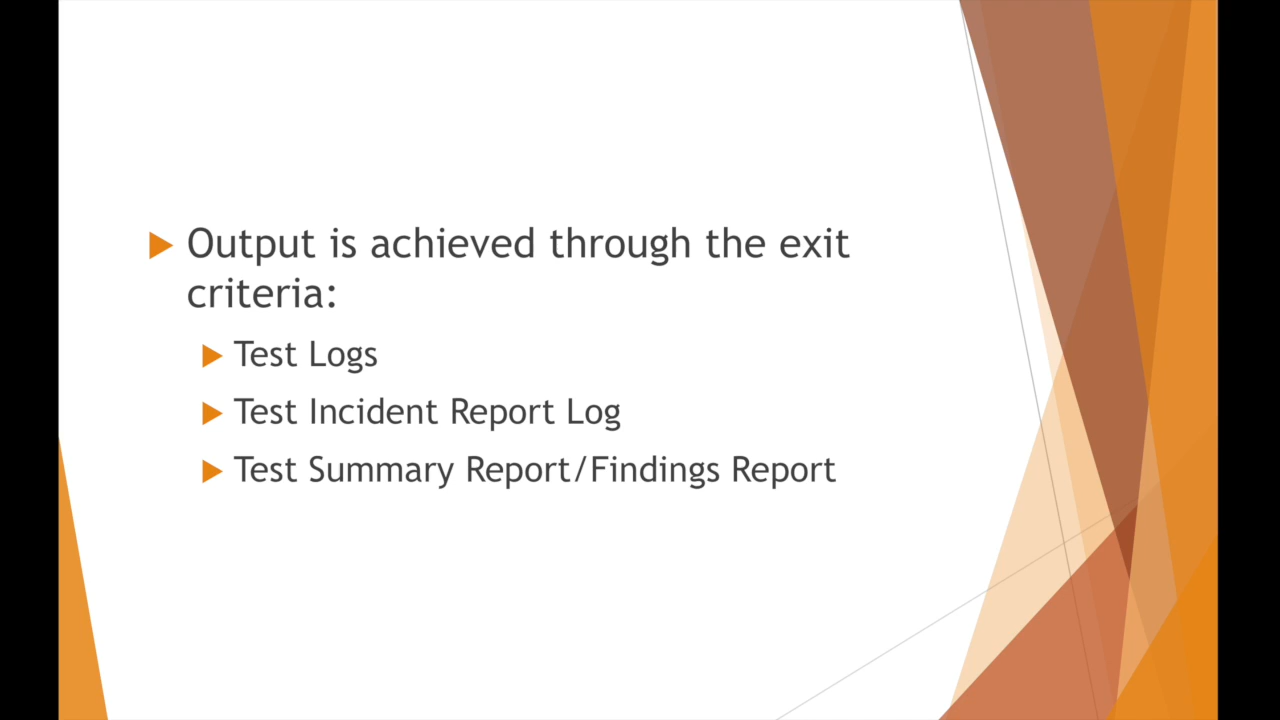 Output is achieved through the exit
criteria:
Test Logs
Test Incident Report Log
Test Summary Report/Findings Report